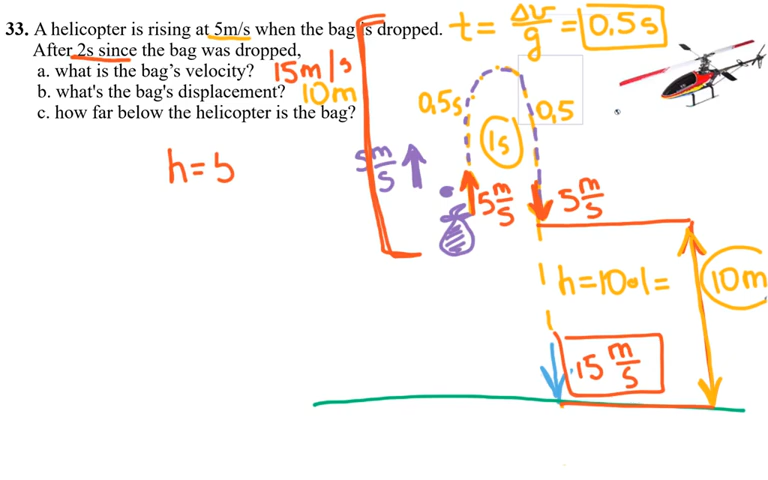 33. A helicopter is rising at 5m/s when the bag is dropped.
After 2s since the bag was dropped,
a. what is the bag's velocity? 15m/s
b. what's the bag's displacement? 10m
c. how far below the helicopter is the bag?
t = Δv/g = 0.5s
0,5s
0,5
1s
h=5
5 m/s
5 m/s
5 m/s
h=10•1= 10m
15 m/s